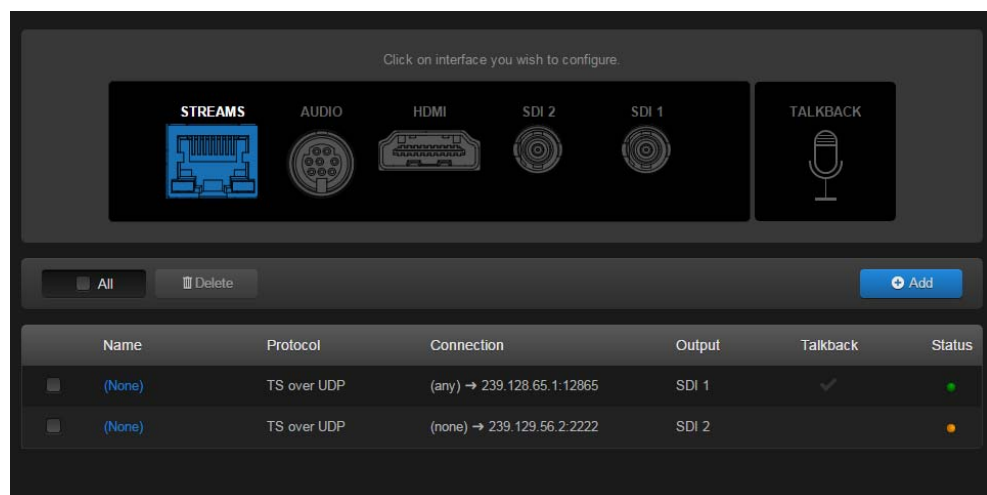 Click on interface you wish to configure.
STREAMS AUDIO HDMI SDI 2 SDI 1 TALKBACK
All Delete Add
Name Protocol Connection Output Talkback Status
(None) TS over UDP (any) ➔ 239.128.65.1:12865 SDI 1
(None) TS over UDP (none) ➔ 239.129.56.2:2222 SDI 2